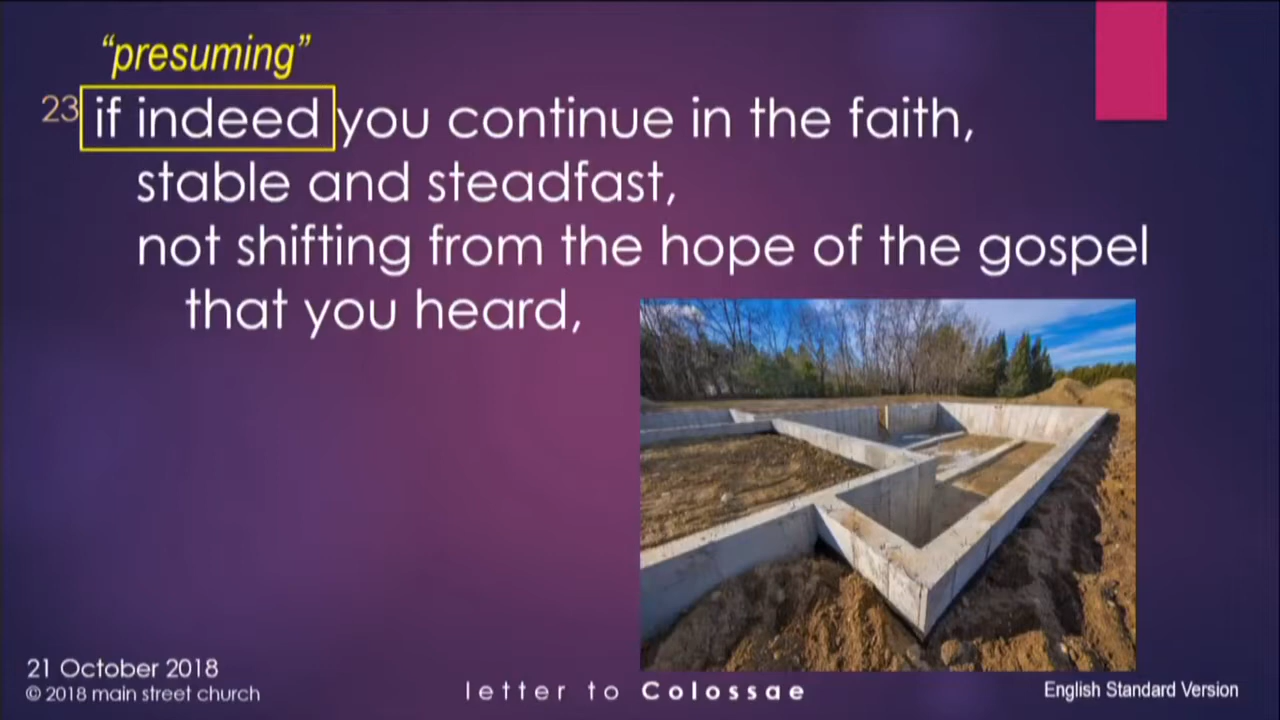 “presuming”
23 if indeed you continue in the faith,
stable and steadfast,
not shifting from the hope of the gospel
that you heard,
21 October 2018
© 2018 main street church
letter to Colossae
English Standard Version